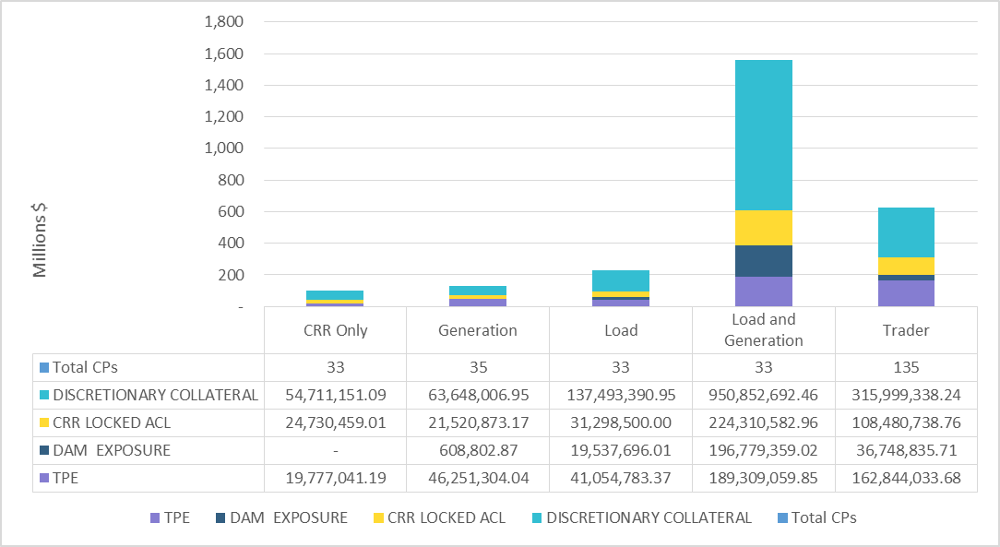 1,800
1,600
1,400
1,200
1,000
800
600
400
200
-
Millions $
CRR Only Generation Load Load and Generation Trader
Total CPs 33 35 33 33 135
DISCRETIONARY COLLATERAL 54,711,151.09 63,648,006.95 137,493,390.95 950,852,692.46 315,999,338.24
CRR LOCKED ACL 24,730,459.01 21,520,873.17 31,298,500.00 224,310,582.96 108,480,738.76
DAM  EXPOSURE - 608,802.87 19,537,696.01 196,779,359.02 36,748,835.71
TPE 19,777,041.19 46,251,304.04 41,054,783.37 189,309,059.85 162,844,033.68
TPE DAM  EXPOSURE CRR LOCKED ACL DISCRETIONARY COLLATERAL Total CPs